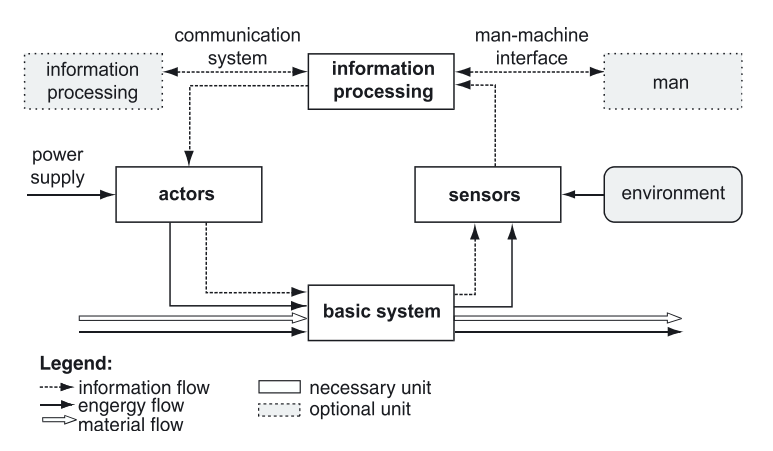 communication
system
man-machine
interface
information
processing
information
processing
man
power
supply
actors
sensors
environment
basic system
Legend:
information flow
engergy flow
material flow
necessary unit
optional unit